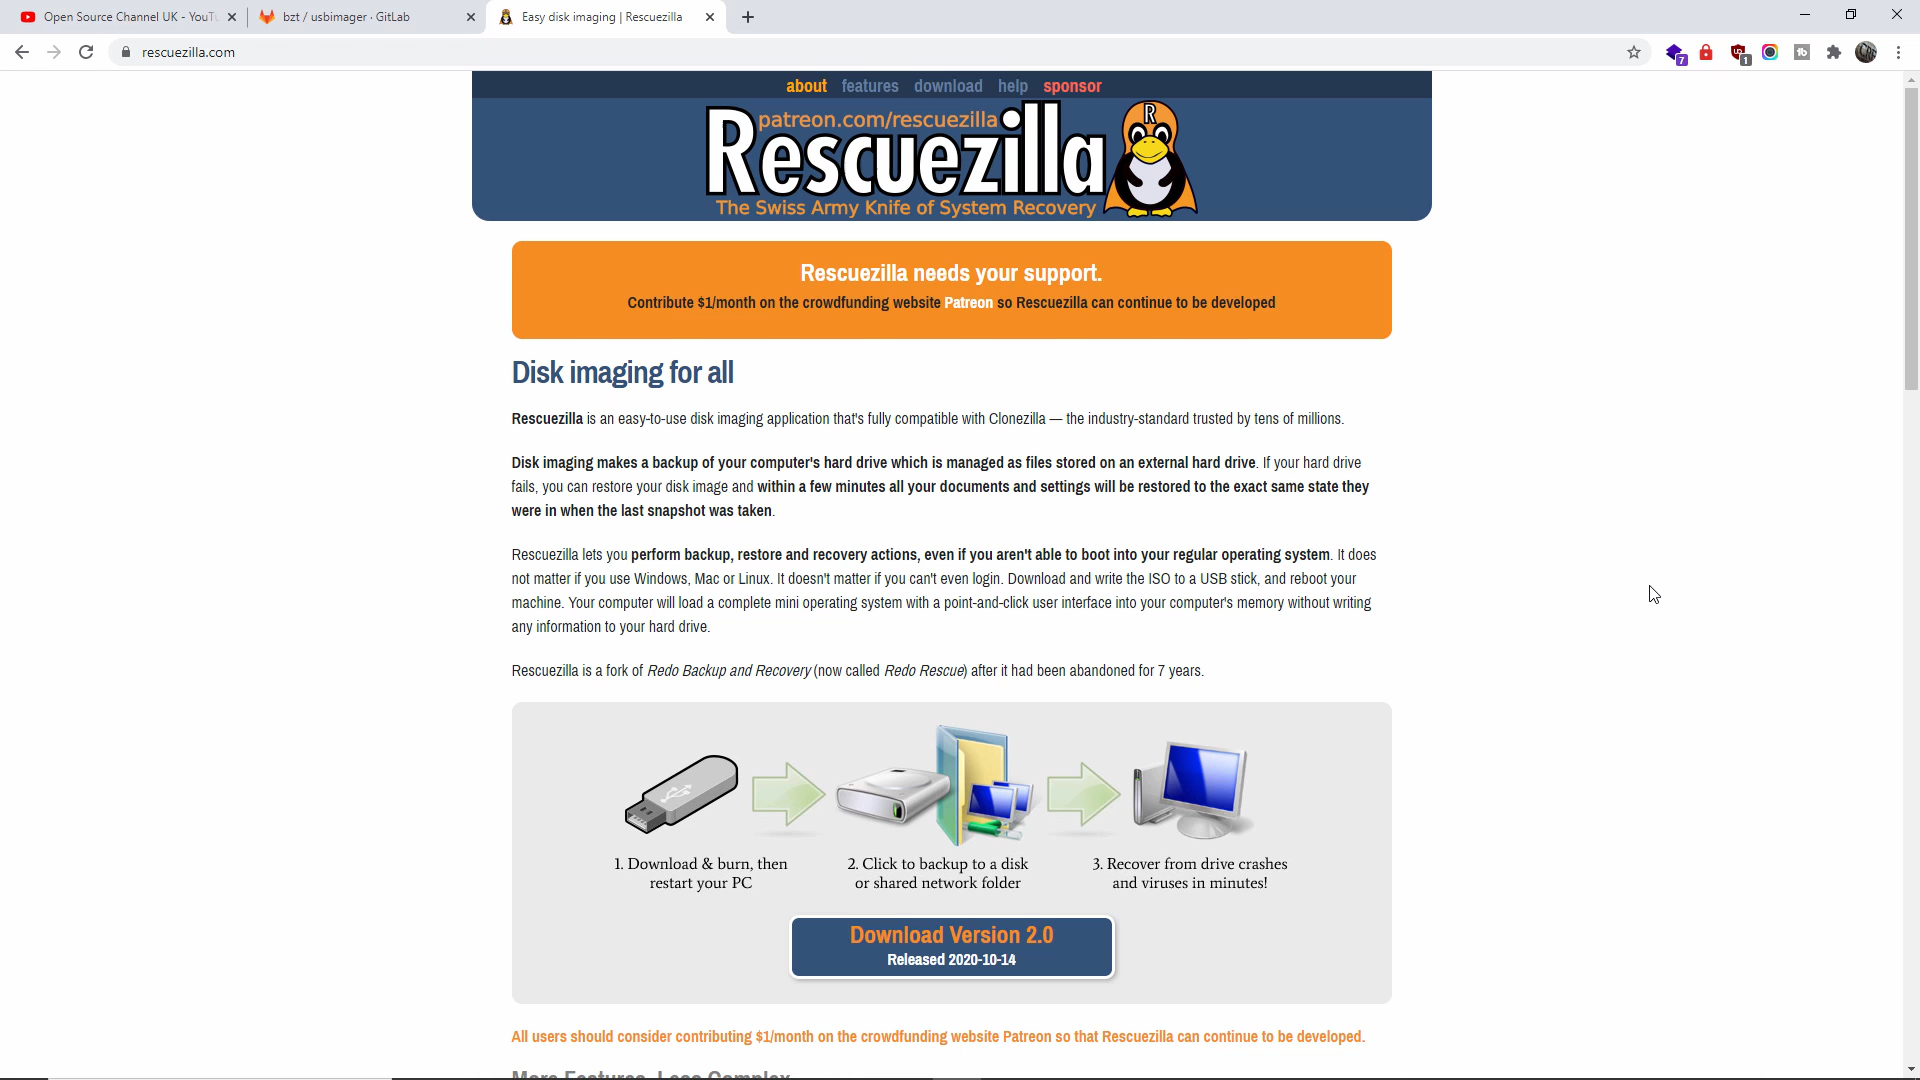 Open Source Channel UK - YouTu
bzt / usbimager · GitLab
Easy disk imaging | Rescuezilla
rescuezilla.com
7
1
about features download help sponsor
patreon.com/rescuezilla
Rescuezilla
R
The Swiss Army Knife of System Recovery
Rescuezilla needs your support.
Contribute $1/month on the crowdfunding website Patreon so Rescuezilla can continue to be developed
Disk imaging for all
Rescuezilla is an easy-to-use disk imaging application that's fully compatible with Clonezilla — the industry-standard trusted by tens of millions.
Disk imaging makes a backup of your computer's hard drive which is managed as files stored on an external hard drive. If your hard drive
fails, you can restore your disk image and within a few minutes all your documents and settings will be restored to the exact same state they
were in when the last snapshot was taken.
Rescuezilla lets you perform backup, restore and recovery actions, even if you aren't able to boot into your regular operating system. It does
not matter if you use Windows, Mac or Linux. It doesn't matter if you can't even login. Download and write the ISO to a USB stick, and reboot your
machine. Your computer will load a complete mini operating system with a point-and-click user interface into your computer's memory without writing
any information to your hard drive.
Rescuezilla is a fork of Redo Backup and Recovery (now called Redo Rescue) after it had been abandoned for 7 years.
1. Download & burn, then
restart your PC
2. Click to backup to a disk
or shared network folder
3. Recover from drive crashes
and viruses in minutes!
Download Version 2.0
Released 2020-10-14
All users should consider contributing $1/month on the crowdfunding website Patreon so that Rescuezilla can continue to be developed.
More Features, Less Complex